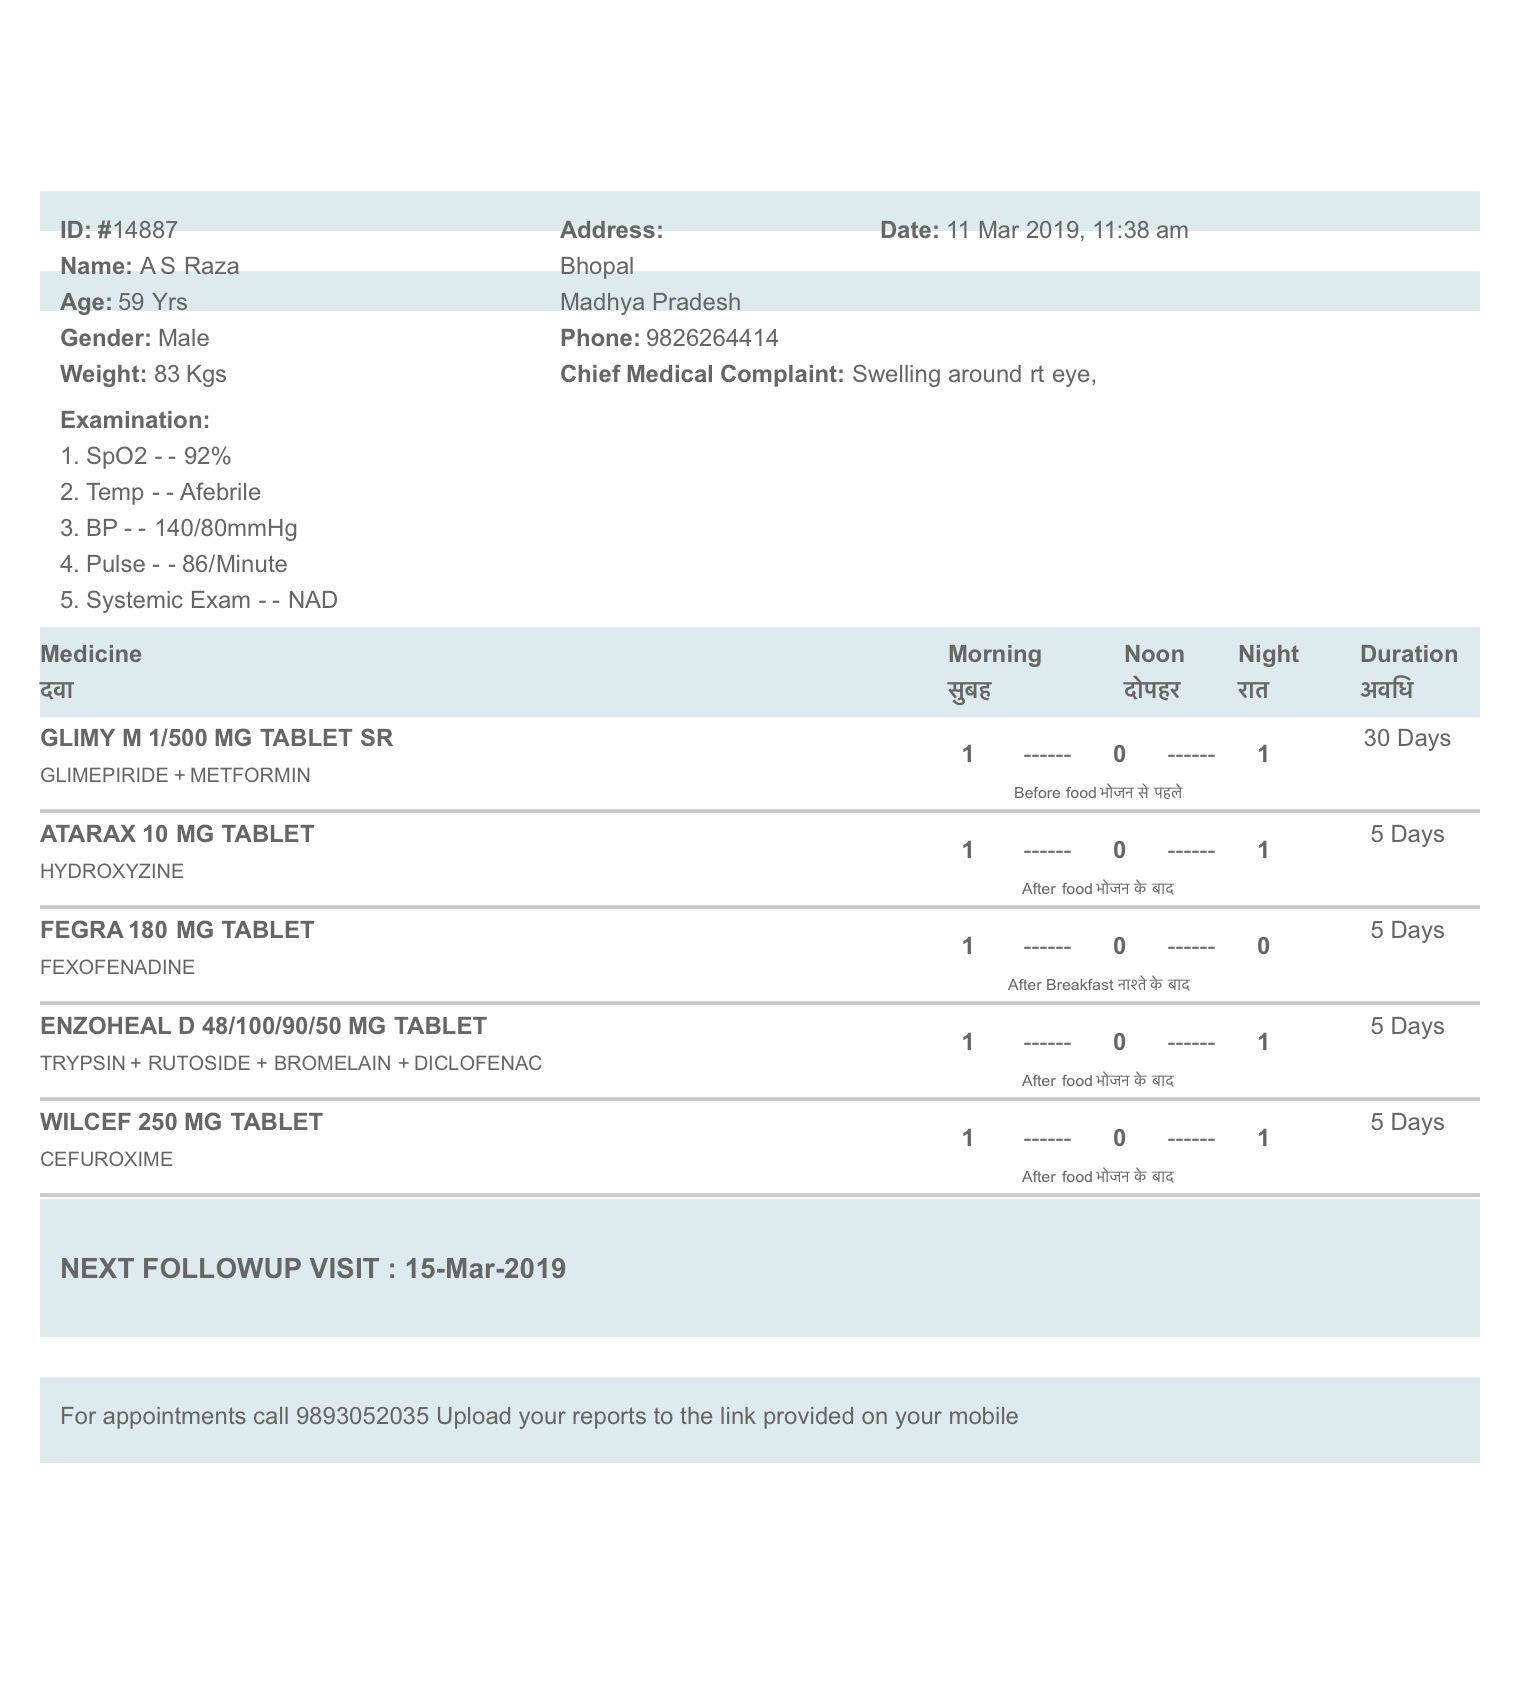 ID: #14887
Name: A S Raza
Age: 59 Yrs
Gender: Male
Weight: 83 Kgs
Address:
Bhopal
Madhya Pradesh
Phone: 9826264414
Chief Medical Complaint: Swelling around rt eye,
Date: 11 Mar 2019, 11:38 am
Examination:
1. SpO2 - - 92%
2. Temp - - Afebrile
3. BP - - 140/80mmHg
4. Pulse - - 86/Minute
5. Systemic Exam - - NAD
Medicine Morning Noon Night Duration
दवा सुबह दोपहर रात अवधि
GLIMY M 1/500 MG TABLET SR 30 Days
1 ------ 0 ------ 1
GLIMEPIRIDE + METFORMIN
Before food भोजन से पहले
ATARAX 10 MG TABLET 5 Days
1 ------ 0 ------ 1
HYDROXYZINE
After food भोजन के बाद
FEGRA 180 MG TABLET 5 Days
1 ------ 0 ------ 0
FEXOFENADINE
After Breakfast नाश्ते के बाद
ENZOHEAL D 48/100/90/50 MG TABLET 5 Days
1 ------ 0 ------ 1
TRYPSIN + RUTOSIDE + BROMELAIN + DICLOFENAC
After food भोजन के बाद
WILCEF 250 MG TABLET 5 Days
1 ------ 0 ------ 1
CEFUROXIME
After food भोजन के बाद
NEXT FOLLOWUP VISIT : 15-Mar-2019
For appointments call 9893052035 Upload your reports to the link provided on your mobile